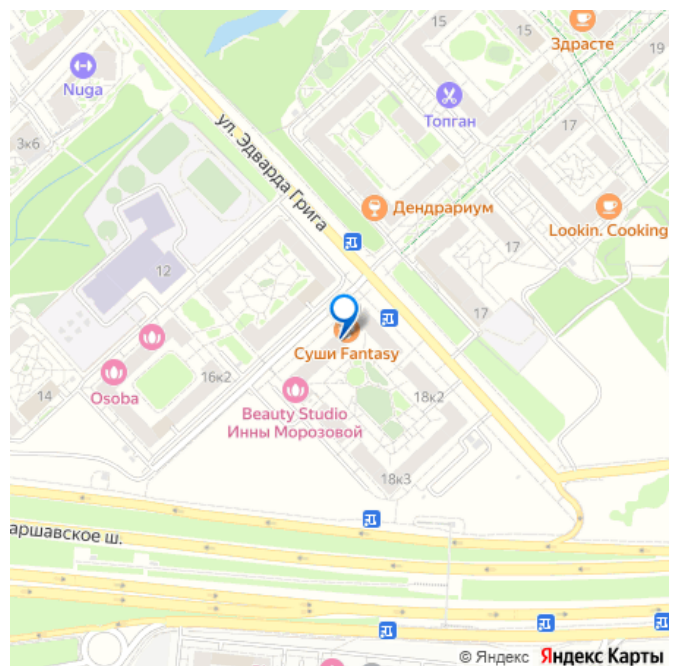 15
Здрасте
19
Nuga
Топган
17
3к6
ул. Эдварда Грига
Дендрариум
Lookin. Cooking
17
12
17
Суши Fantasy
Osoba
16к2
14
Beauty Studio
Инны Морозовой
18к2
18к3
аршавское ш.
© Яндекс Яндекс Карты